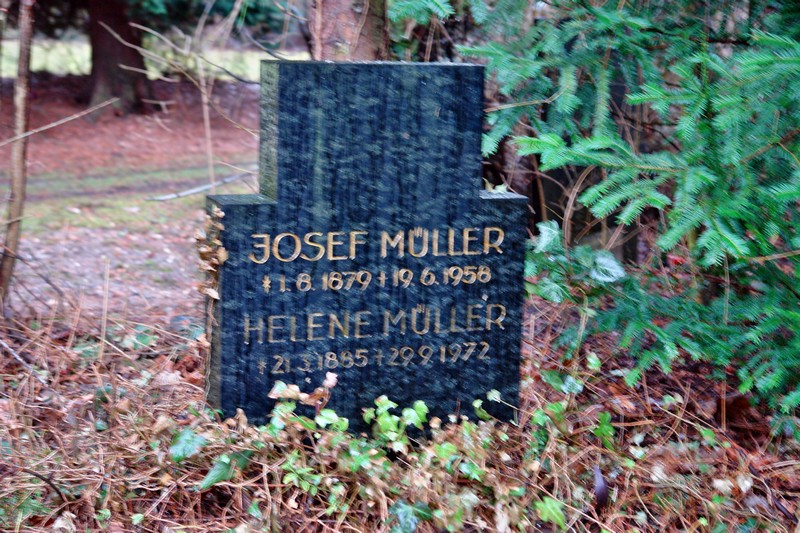 JOSEF MÜLLER
* 1. 8. 1879 † 19. 6. 1958
HELENE MÜLLER
* 21. 3. 1885 † 29. 9. 1972